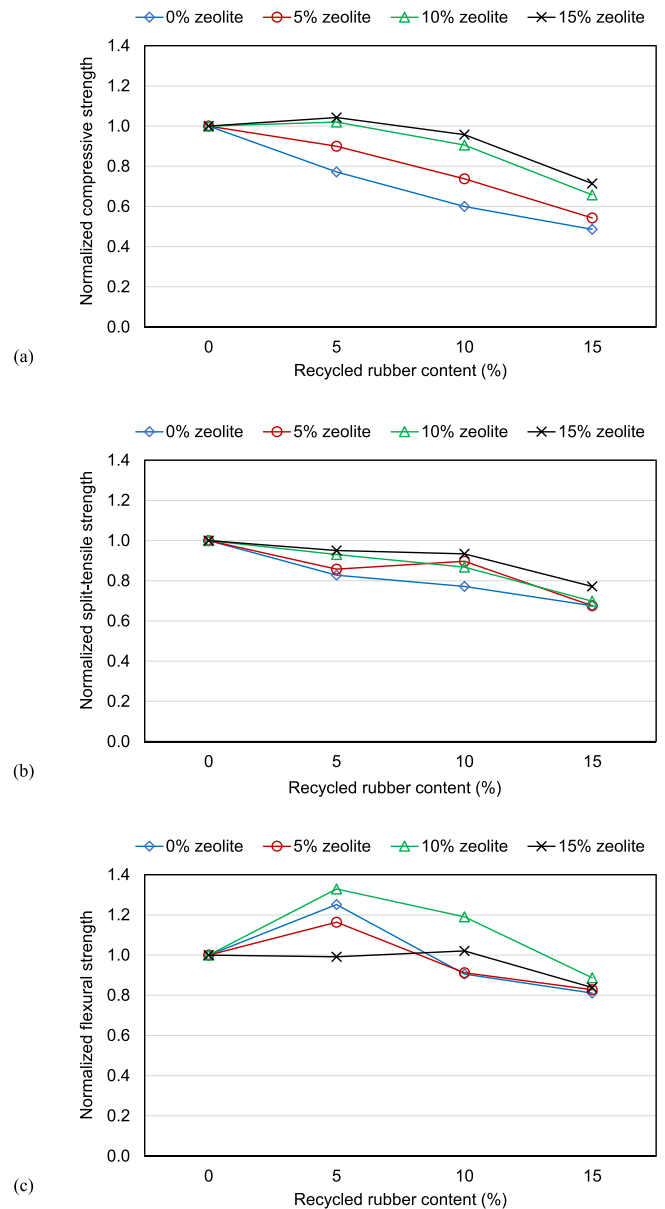 0% zeolite 5% zeolite 10% zeolite 15% zeolite
1.4
1.2
1.0
0.8
0.6
0.4
0.2
0.0
Normalized compressive strength
0 5 10 15
Recycled rubber content (%)
(a)
0% zeolite 5% zeolite 10% zeolite 15% zeolite
1.4
1.2
1.0
0.8
0.6
0.4
0.2
0.0
Normalized split-tensile strength
0 5 10 15
Recycled rubber content (%)
(b)
0% zeolite 5% zeolite 10% zeolite 15% zeolite
1.4
1.2
1.0
0.8
0.6
0.4
0.2
0.0
Normalized flexural strength
0 5 10 15
Recycled rubber content (%)
(c)